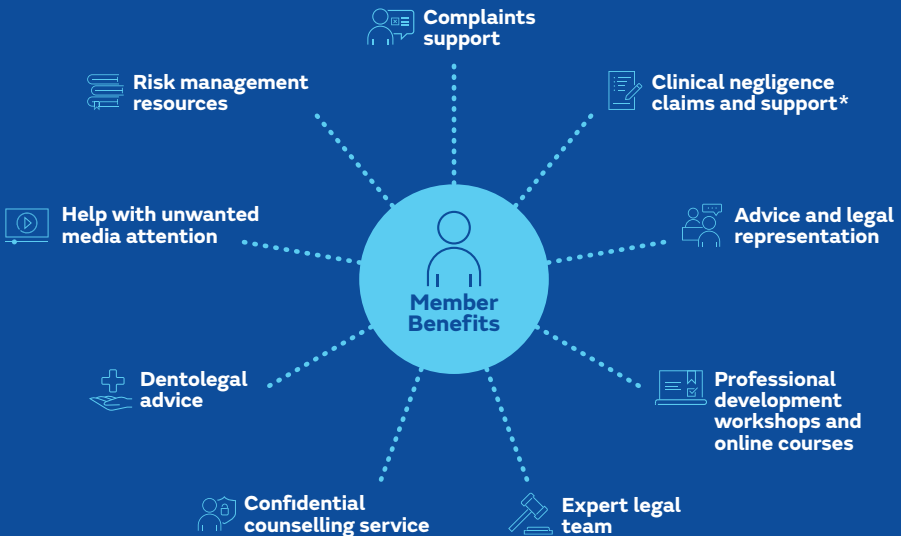 Complaints
support
Risk management
resources
Clinical negligence
claims and support*
Help with unwanted
media attention
Advice and legal
representation
Member
Benefits
Dentolegal
advice
Professional
development
workshops and
online courses
Confidential
counselling service
Expert legal
team